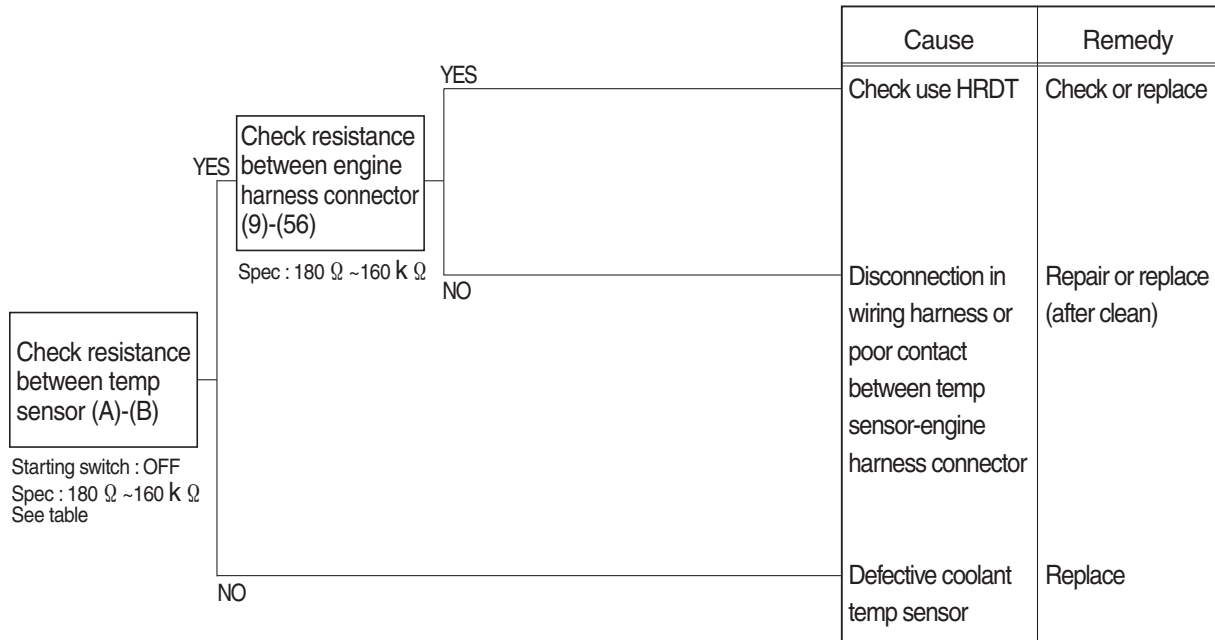 Cause
Remedy
YES
Check use HRDT
Check or replace
Check resistance
between engine
harness connector
(9)-(56)
YES
Spec : 180 Ω ~160 k Ω
NO
Disconnection in
wiring harness or
poor contact
between temp
sensor-engine
harness connector
Repair or replace
(after clean)
Check resistance
between temp
sensor (A)-(B)
Starting switch : OFF
Spec : 180 Ω ~160 k Ω
See table
NO
Defective coolant
temp sensor
Replace